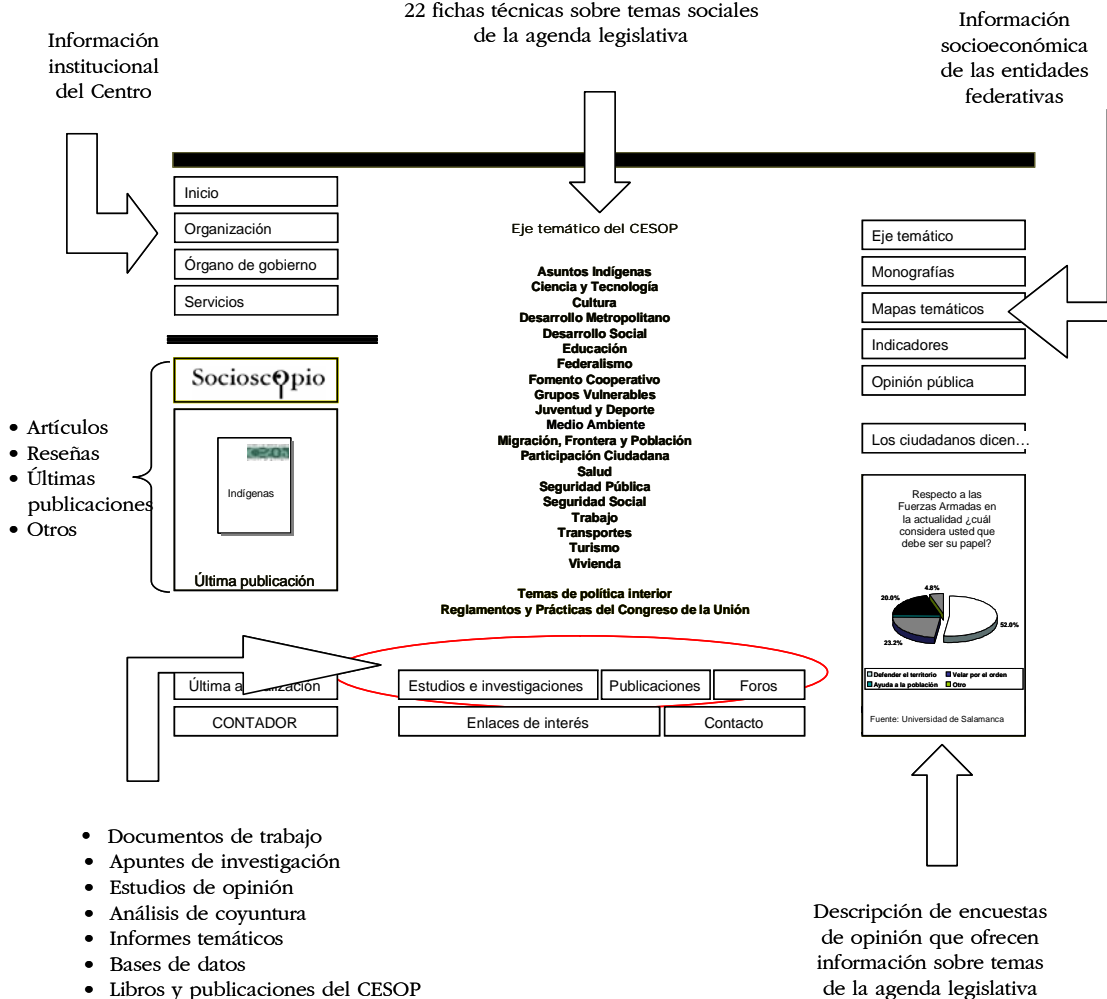 22 fichas técnicas sobre temas sociales
de la agenda legislativa
Información
institucional
del Centro
Información
socioeconómica
de las entidades
federativas
Inicio
Organización
Órgano de gobierno
Servicios
Eje temático del CESOP
Asuntos Indígenas
Ciencia y Tecnología
Cultura
Desarrollo Metropolitano
Desarrollo Social
Educación
Federalismo
Fomento Cooperativo
Grupos Vulnerables
Juventud y Deporte
Medio Ambiente
Migración, Frontera y Población
Participación Ciudadana
Salud
Seguridad Pública
Seguridad Social
Trabajo
Transportes
Turismo
Vivienda
Temas de política interior
Reglamentos y Prácticas del Congreso de la Unión
Eje temático
Monografías
Mapas temáticos
Indicadores
Opinión pública
Los ciudadanos dicen…
Socioscopio
Indígenas
Última publicación
• Artículos
• Reseñas
• Últimas
publicaciones
• Otros
Respecto a las
Fuerzas Armadas en
la actualidad ¿cuál
considera usted que
debe ser su papel?
4.8%
20.0%
52.0%
23.2%
Defender el territorio Velar por el orden
Ayuda a la población Otro
Fuente: Universidad de Salamanca
Última a ización
Estudios e investigaciones Publicaciones Foros
CONTADOR Enlaces de interés Contacto
• Documentos de trabajo
• Apuntes de investigación
• Estudios de opinión
• Análisis de coyuntura
• Informes temáticos
• Bases de datos
• Libros y publicaciones del CESOP
Descripción de encuestas
de opinión que ofrecen
información sobre temas
de la agenda legislativa